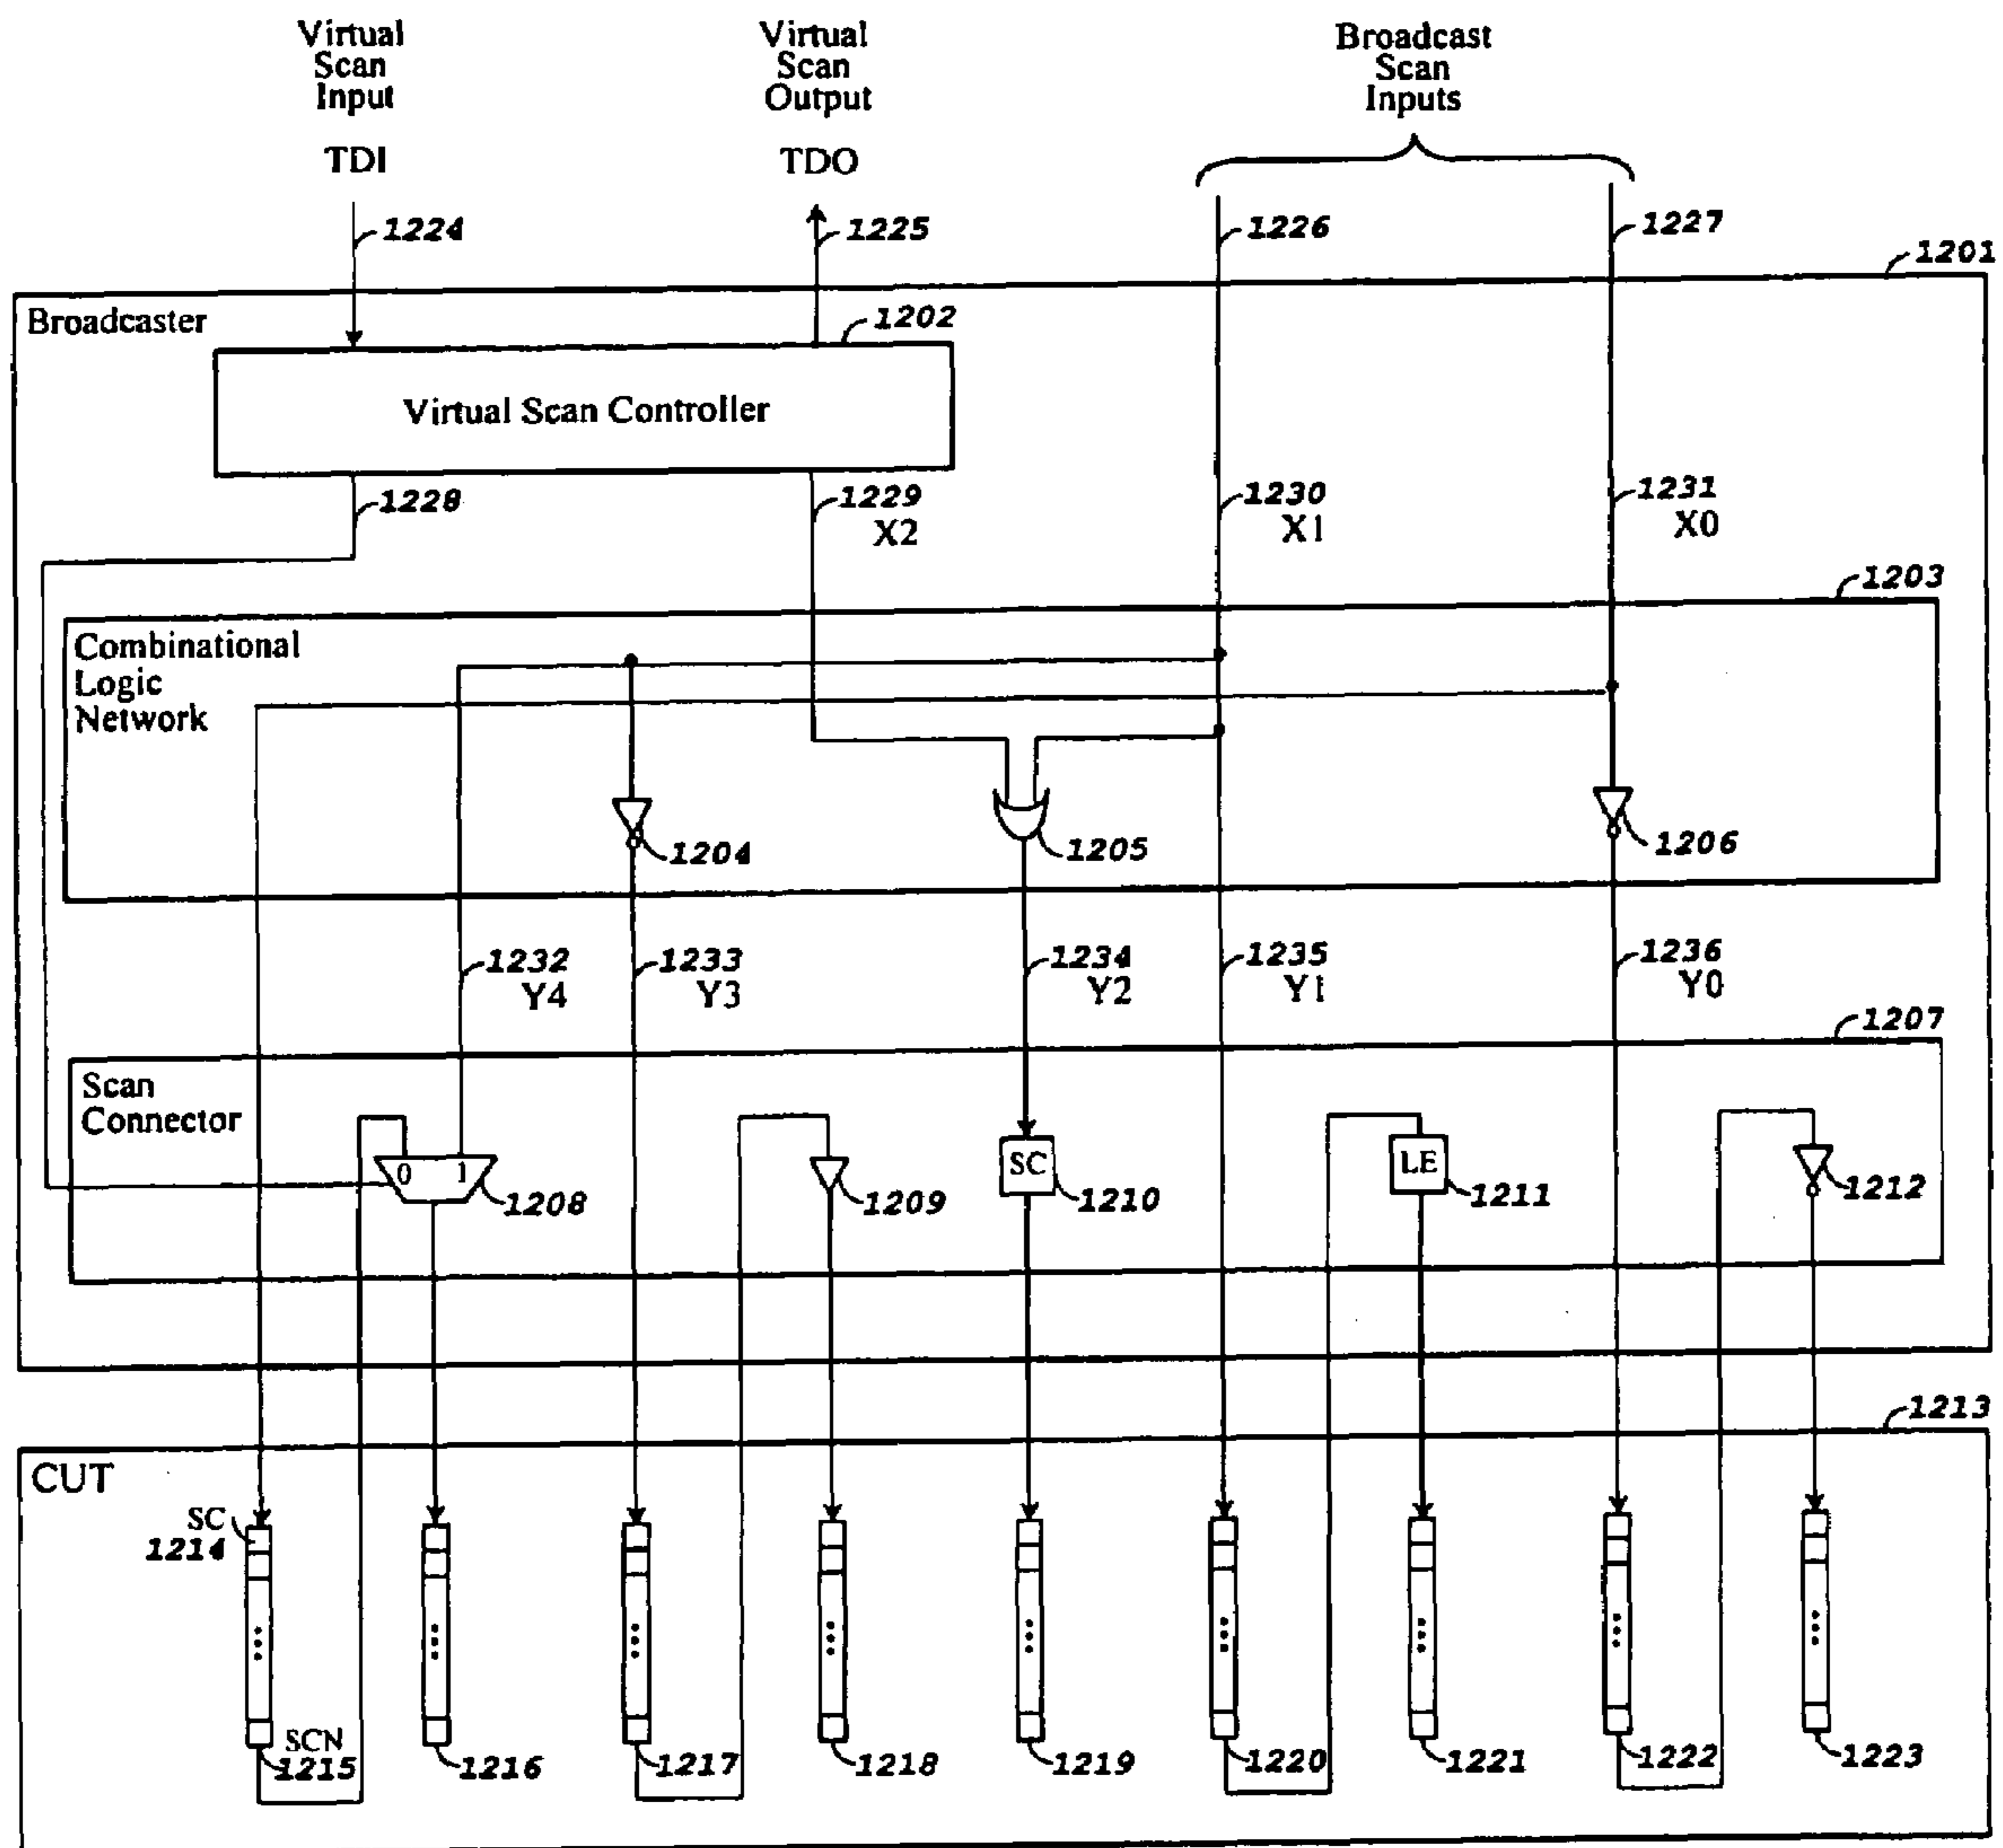 Virtual
Scan
Input
TDI
Virtual
Scan
Output
TDO
Broadcast
Scan
Inputs
1224
1225
1226
1227
1201
Broadcaster
1202
Virtual Scan Controller
1228
1229
X2
1230
X1
1231
X0
1203
Combinational
Logic
Network
1204
1205
1206
1232
Y4
1233
Y3
1234
Y2
1235
Y1
1236
Y0
1207
Scan
Connector
0
1
1208
1209
SC
1210
LE
1211
1212
1213
CUT
SC
1214
SCN
1215
1216
1217
1218
1219
1220
1221
1222
1223